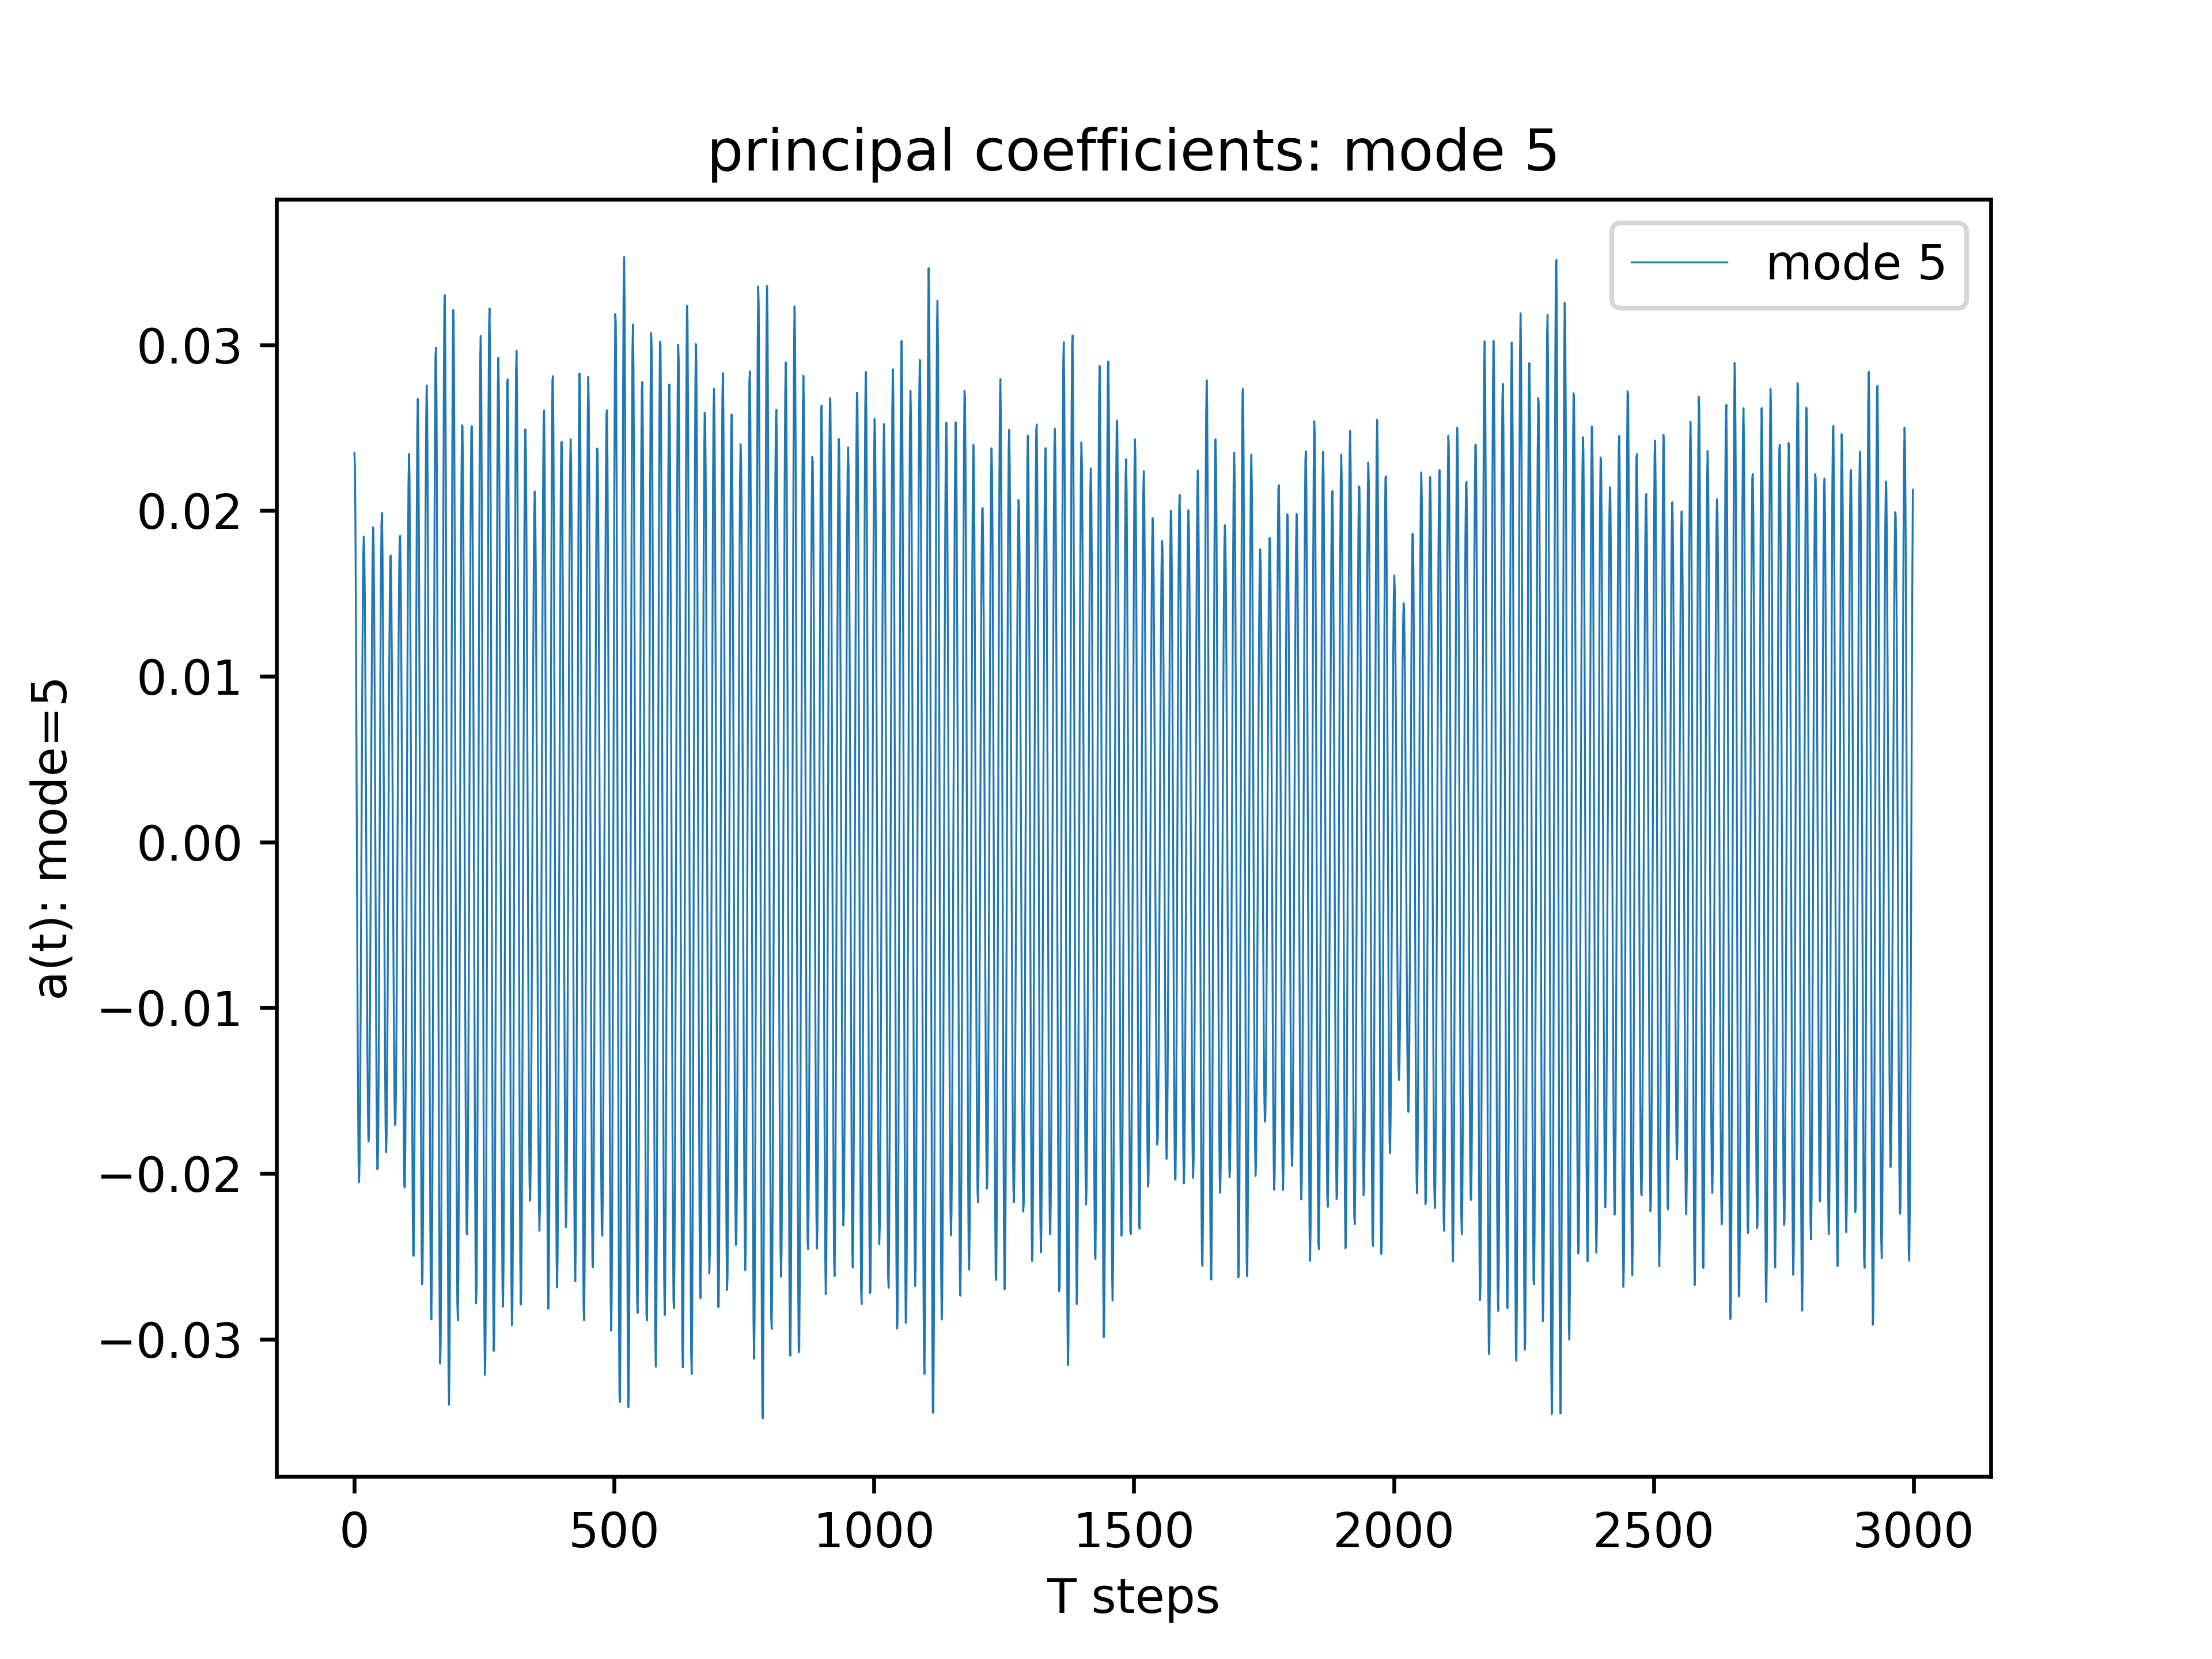 principal coefficients: mode 5
mode 5
a(t): mode=5
0.03
0.02
0.01
0.00
−0.01
−0.02
−0.03
0 500 1000 1500 2000 2500 3000
T steps